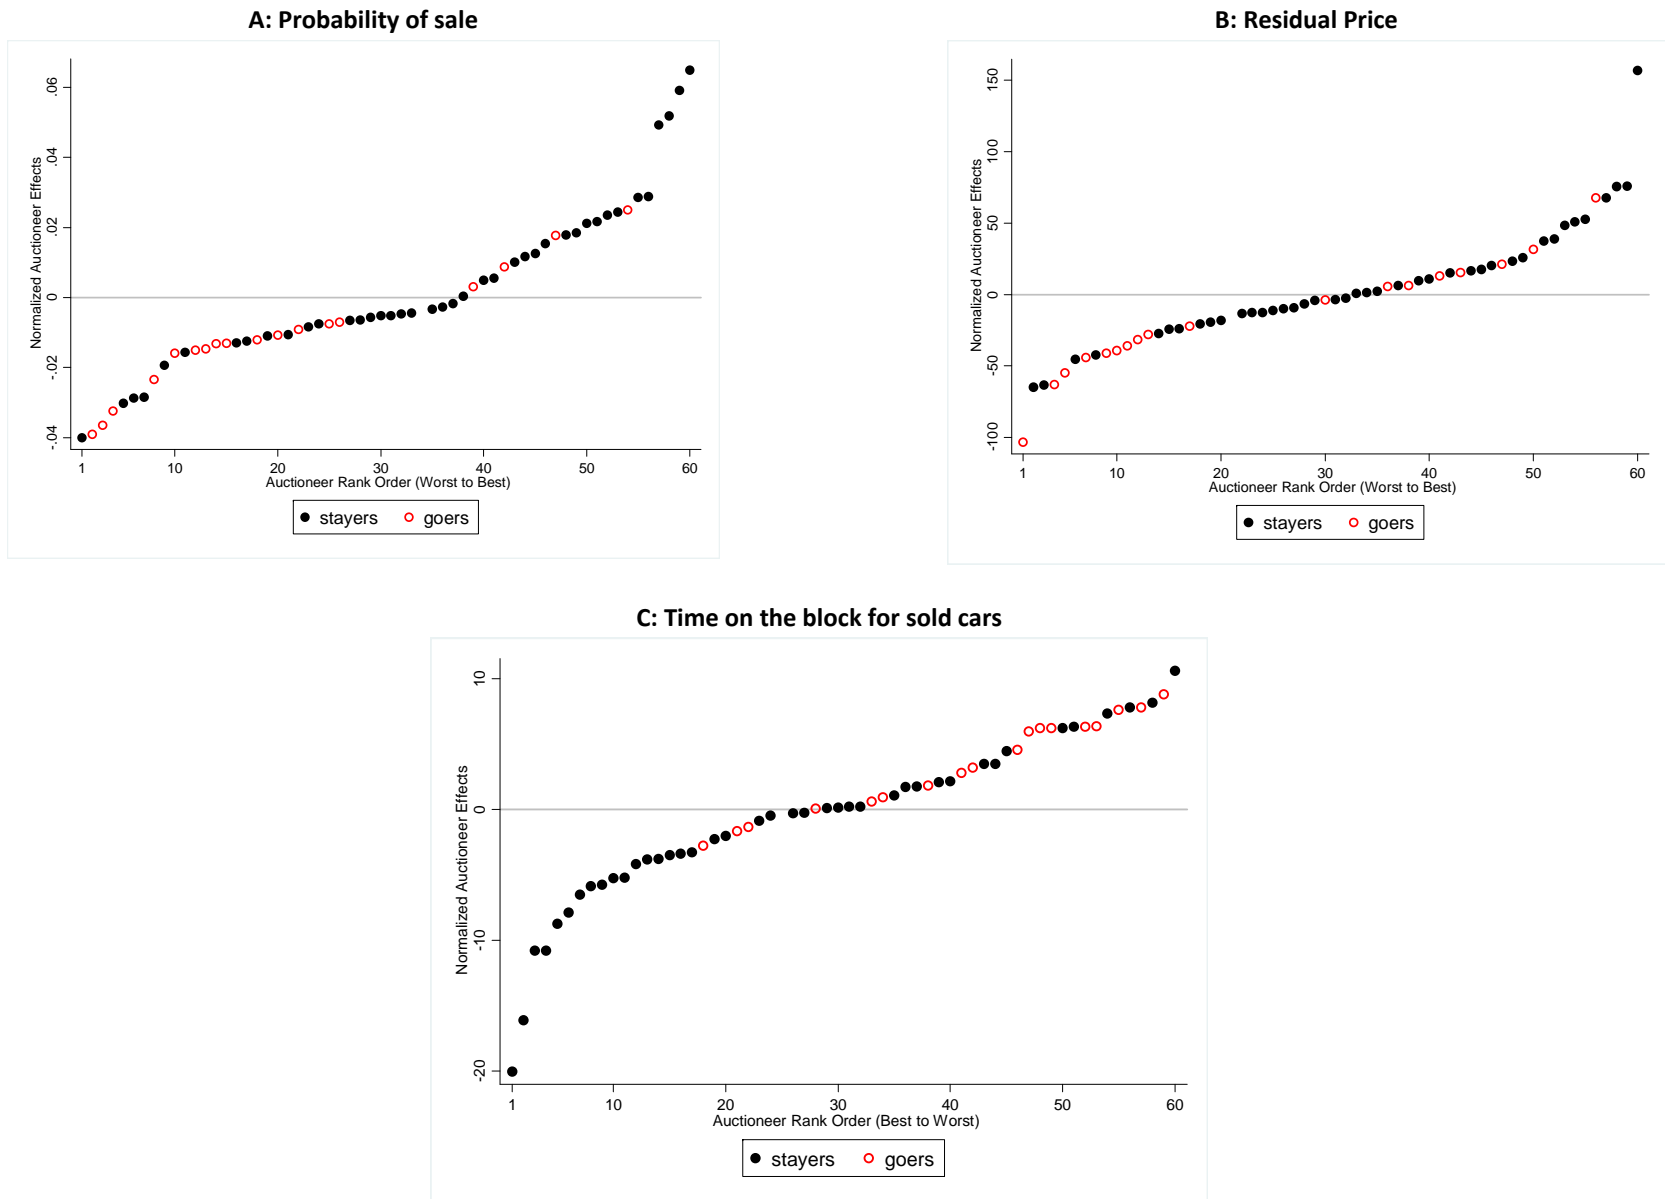 A: Probability of sale
Normalized Auctioneer Effects
.06
.04
.02
0
-.02
-.04
1 10 20 30 40 50 60
Auctioneer Rank Order (Worst to Best)
stayers goers
B: Residual Price
Normalized Auctioneer Effects
150
100
50
0
-50
-100
1 10 20 30 40 50 60
Auctioneer Rank Order (Worst to Best)
stayers goers
C: Time on the block for sold cars
Normalized Auctioneer Effects
10
0
-10
-20
1 10 20 30 40 50 60
Auctioneer Rank Order (Best to Worst)
stayers goers